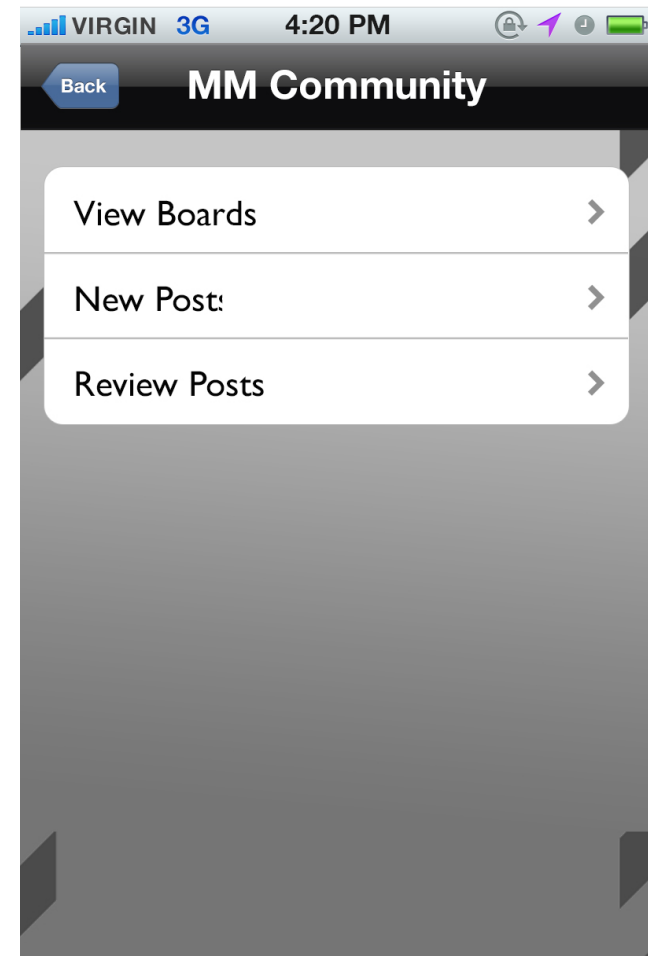 VIRGIN 3G 4:20 PM
Back MM Community
View Boards
New Posts
Review Posts